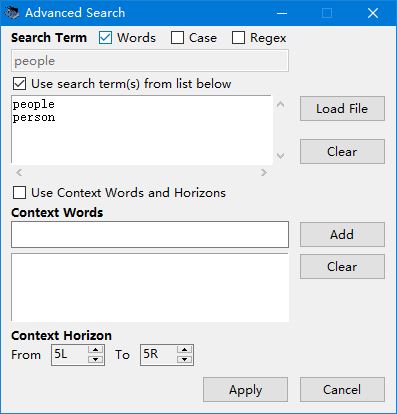 Advanced Search
Search Term Words Case Regex
people
Use search term(s) from list below
people
person
Load File
Clear
Use Context Words and Horizons
Context Words
Add
Clear
Context Horizon
From 5L To 5R
Apply Cancel